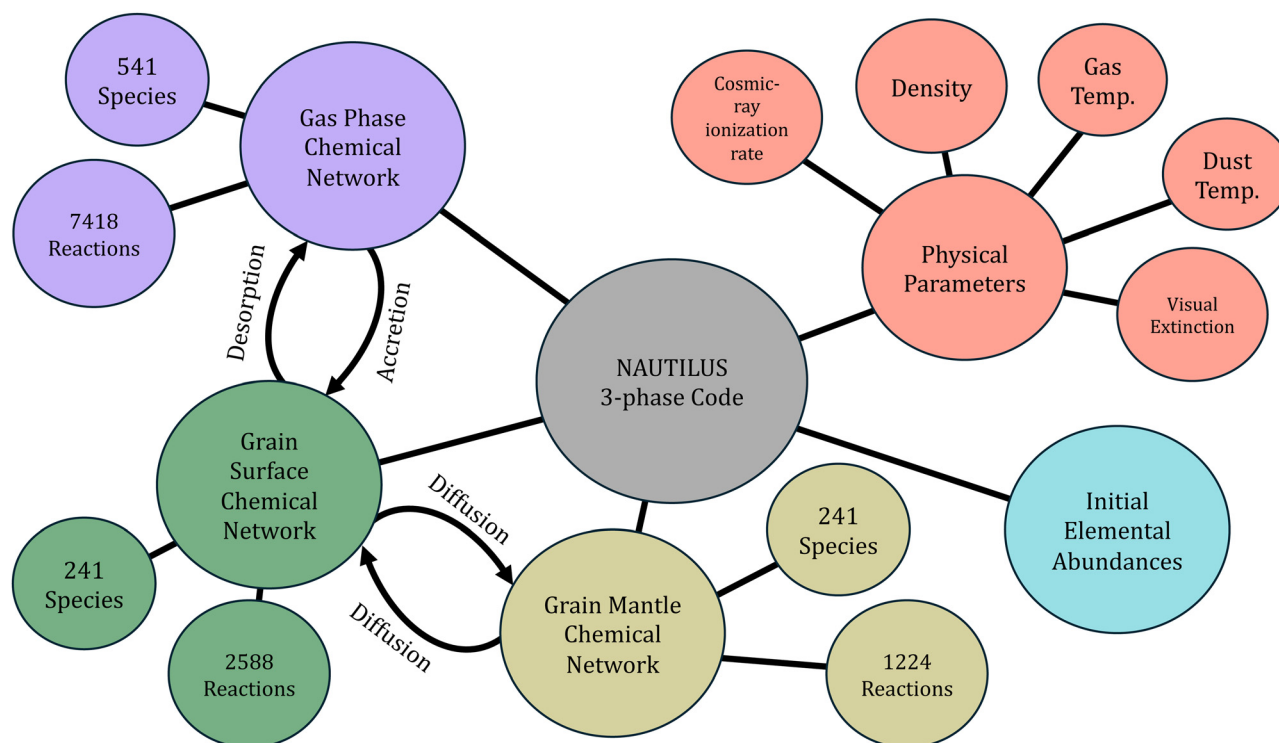 541
Species
7418
Reactions
Gas Phase
Chemical
Network
Desorption
Accretion
Grain
Surface
Chemical
Network
241
Species
2588
Reactions
Diffusion
Diffusion
Grain Mantle
Chemical
Network
241
Species
1224
Reactions
NAUTILUS
3-phase Code
Physical
Parameters
Cosmic-
ray
ionization
rate
Density
Gas
Temp.
Dust
Temp.
Visual
Extinction
Initial
Elemental
Abundances